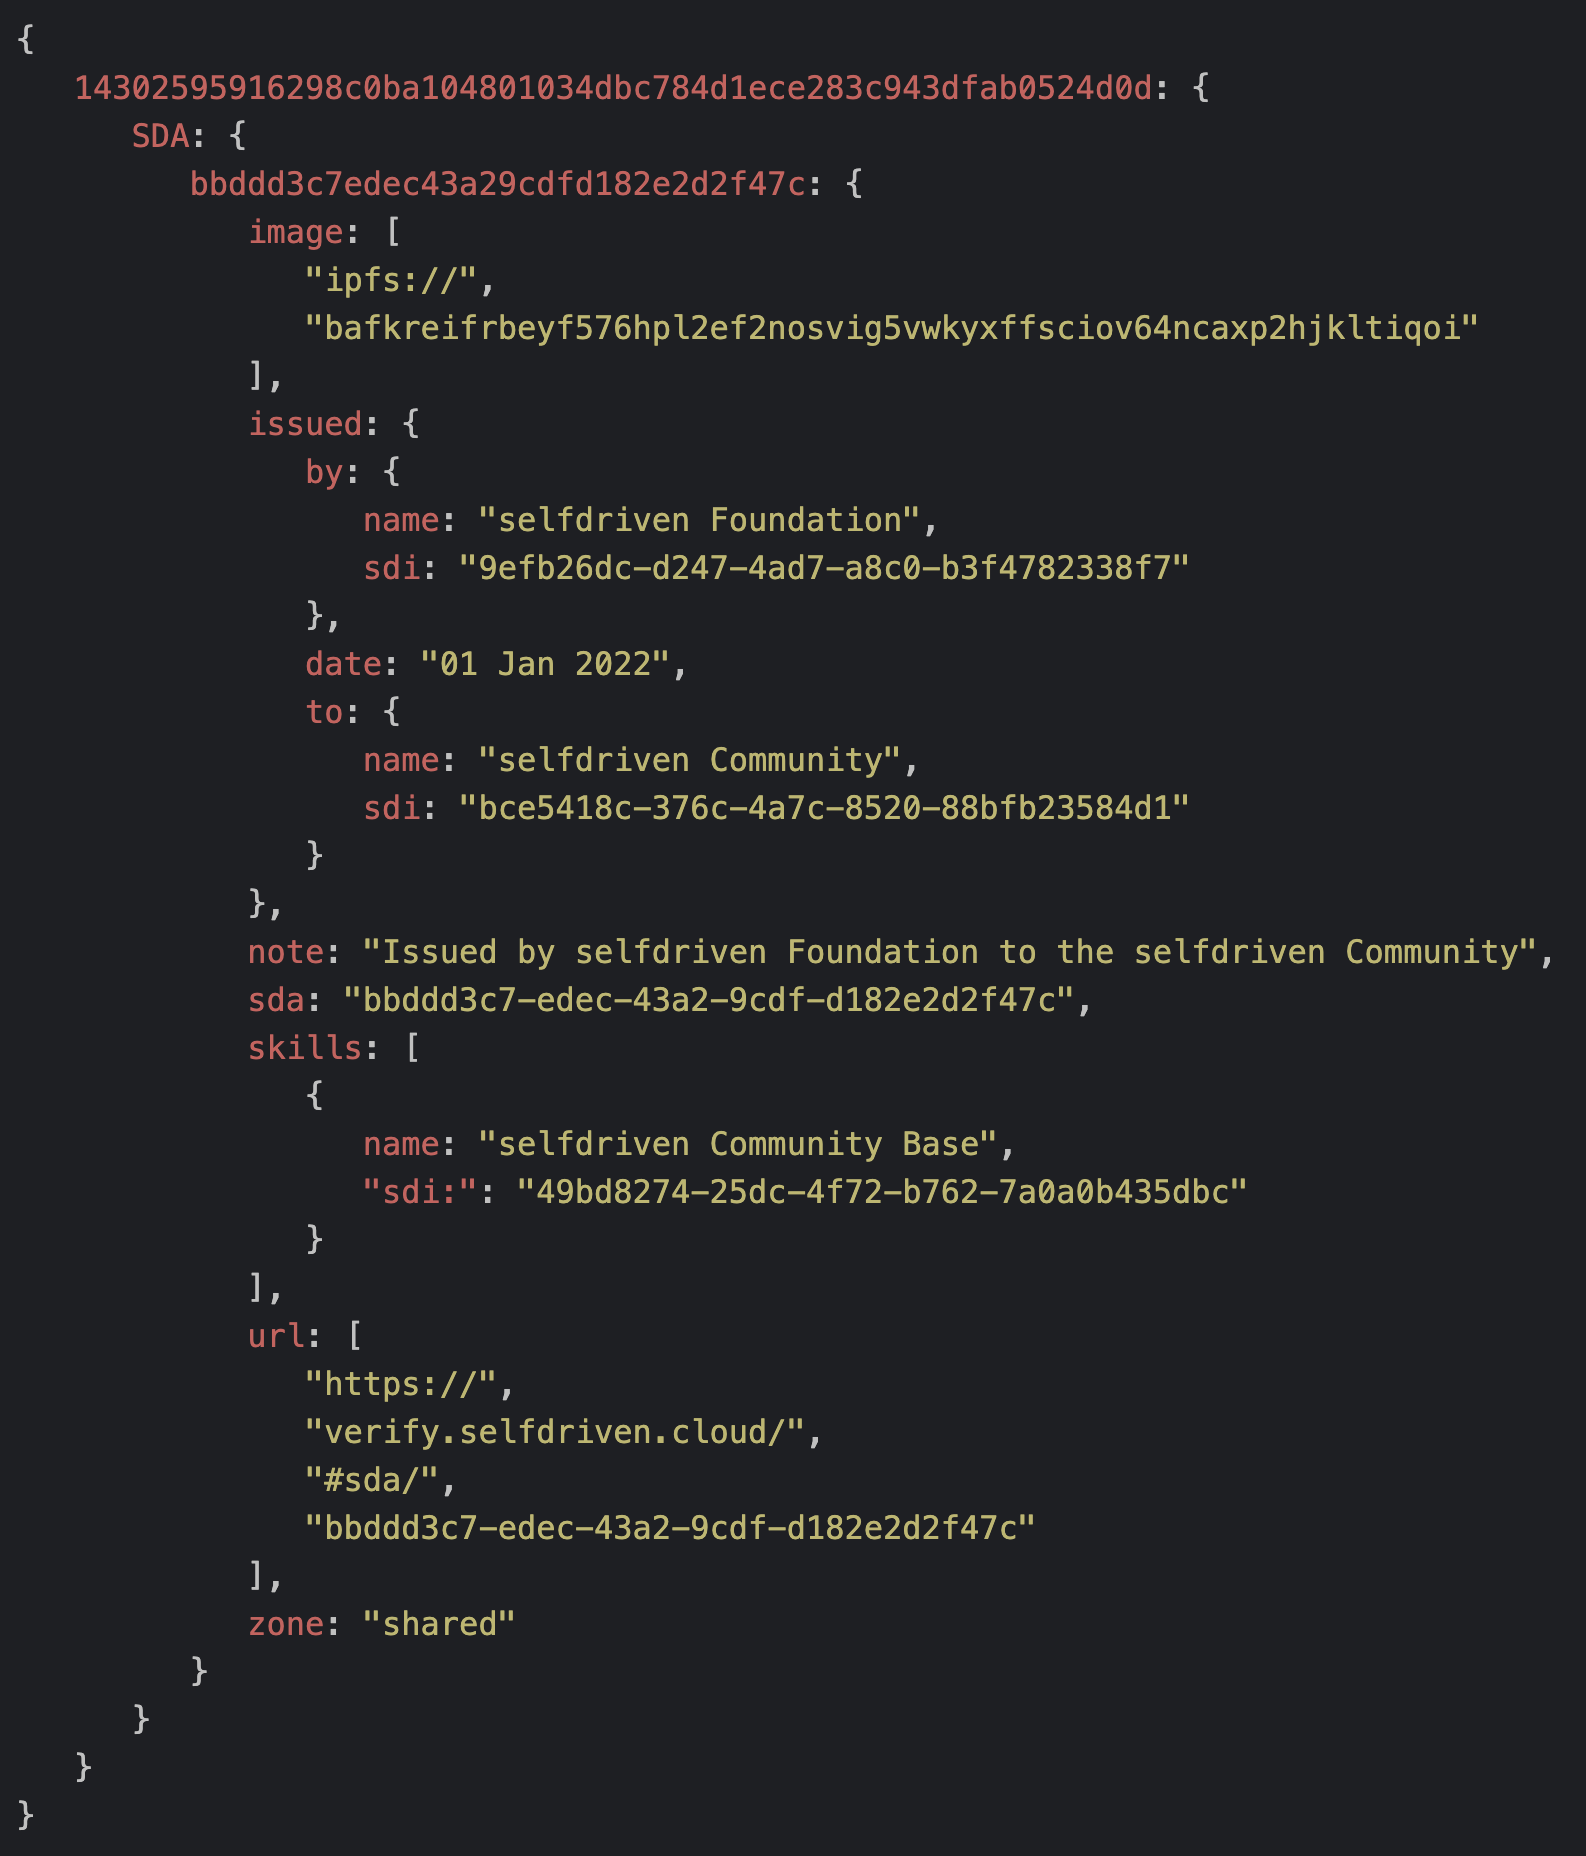 {
   14302595916298c0ba104801034dbc784d1ece283c943dfab0524d0d: {
      SDA: {
         bbddd3c7edec43a29cdfd182e2d2f47c: {
            image: [
               "ipfs://",
               "bafkreifrbeyf576hpl2ef2nosvig5vwkyxffsciov64ncaxp2hjkltiqoi"
            ],
            issued: {
               by: {
                  name: "selfdriven Foundation",
                  sdi: "9efb26dc-d247-4ad7-a8c0-b3f4782338f7"
               },
               date: "01 Jan 2022",
               to: {
                  name: "selfdriven Community",
                  sdi: "bce5418c-376c-4a7c-8520-88bfb23584d1"
               }
            },
            note: "Issued by selfdriven Foundation to the selfdriven Community",
            sda: "bbddd3c7-edec-43a2-9cdf-d182e2d2f47c",
            skills: [
               {
                  name: "selfdriven Community Base",
                  "sdi:": "49bd8274-25dc-4f72-b762-7a0a0b435dbc"
               }
            ],
            url: [
               "https://",
               "verify.selfdriven.cloud/",
               "#sda/",
               "bbddd3c7-edec-43a2-9cdf-d182e2d2f47c"
            ],
            zone: "shared"
         }
      }
   }
}